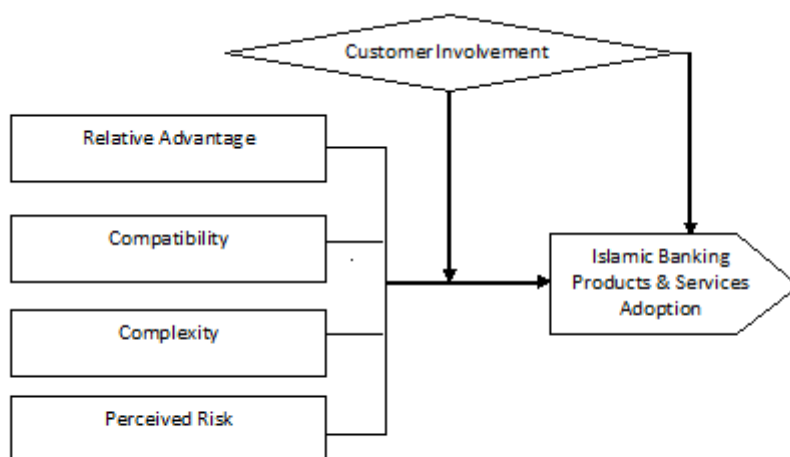 Customer Involvement
Relative Advantage
Compatibility
Complexity
Perceived Risk
Islamic Banking
Products & Services
Adoption